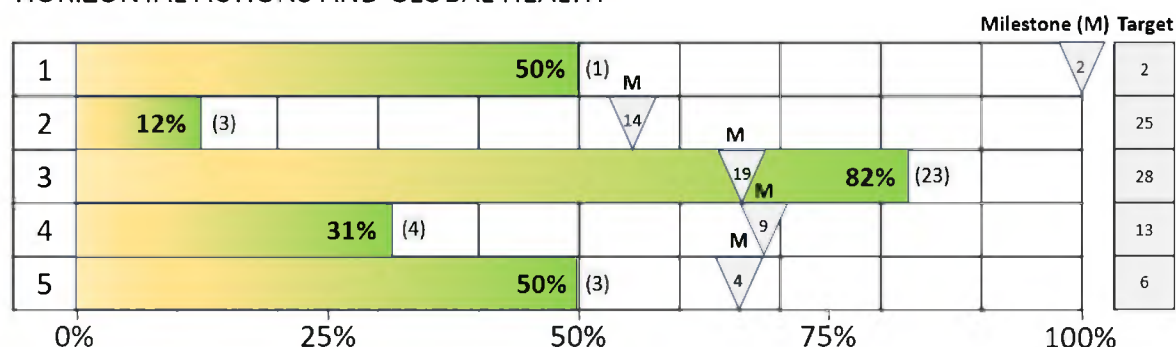 HORIZONTAL ACTIONS AND GLOBAL HEALTH
Milestone (M) Target
1 50% (1) 2 2
M
2 12% (3) 14 25
M
3 19 82% (23) 28
M
4 31% (4) 9 13
M
5 50% (3) 4 6
0% 25% 50% 75% 100%